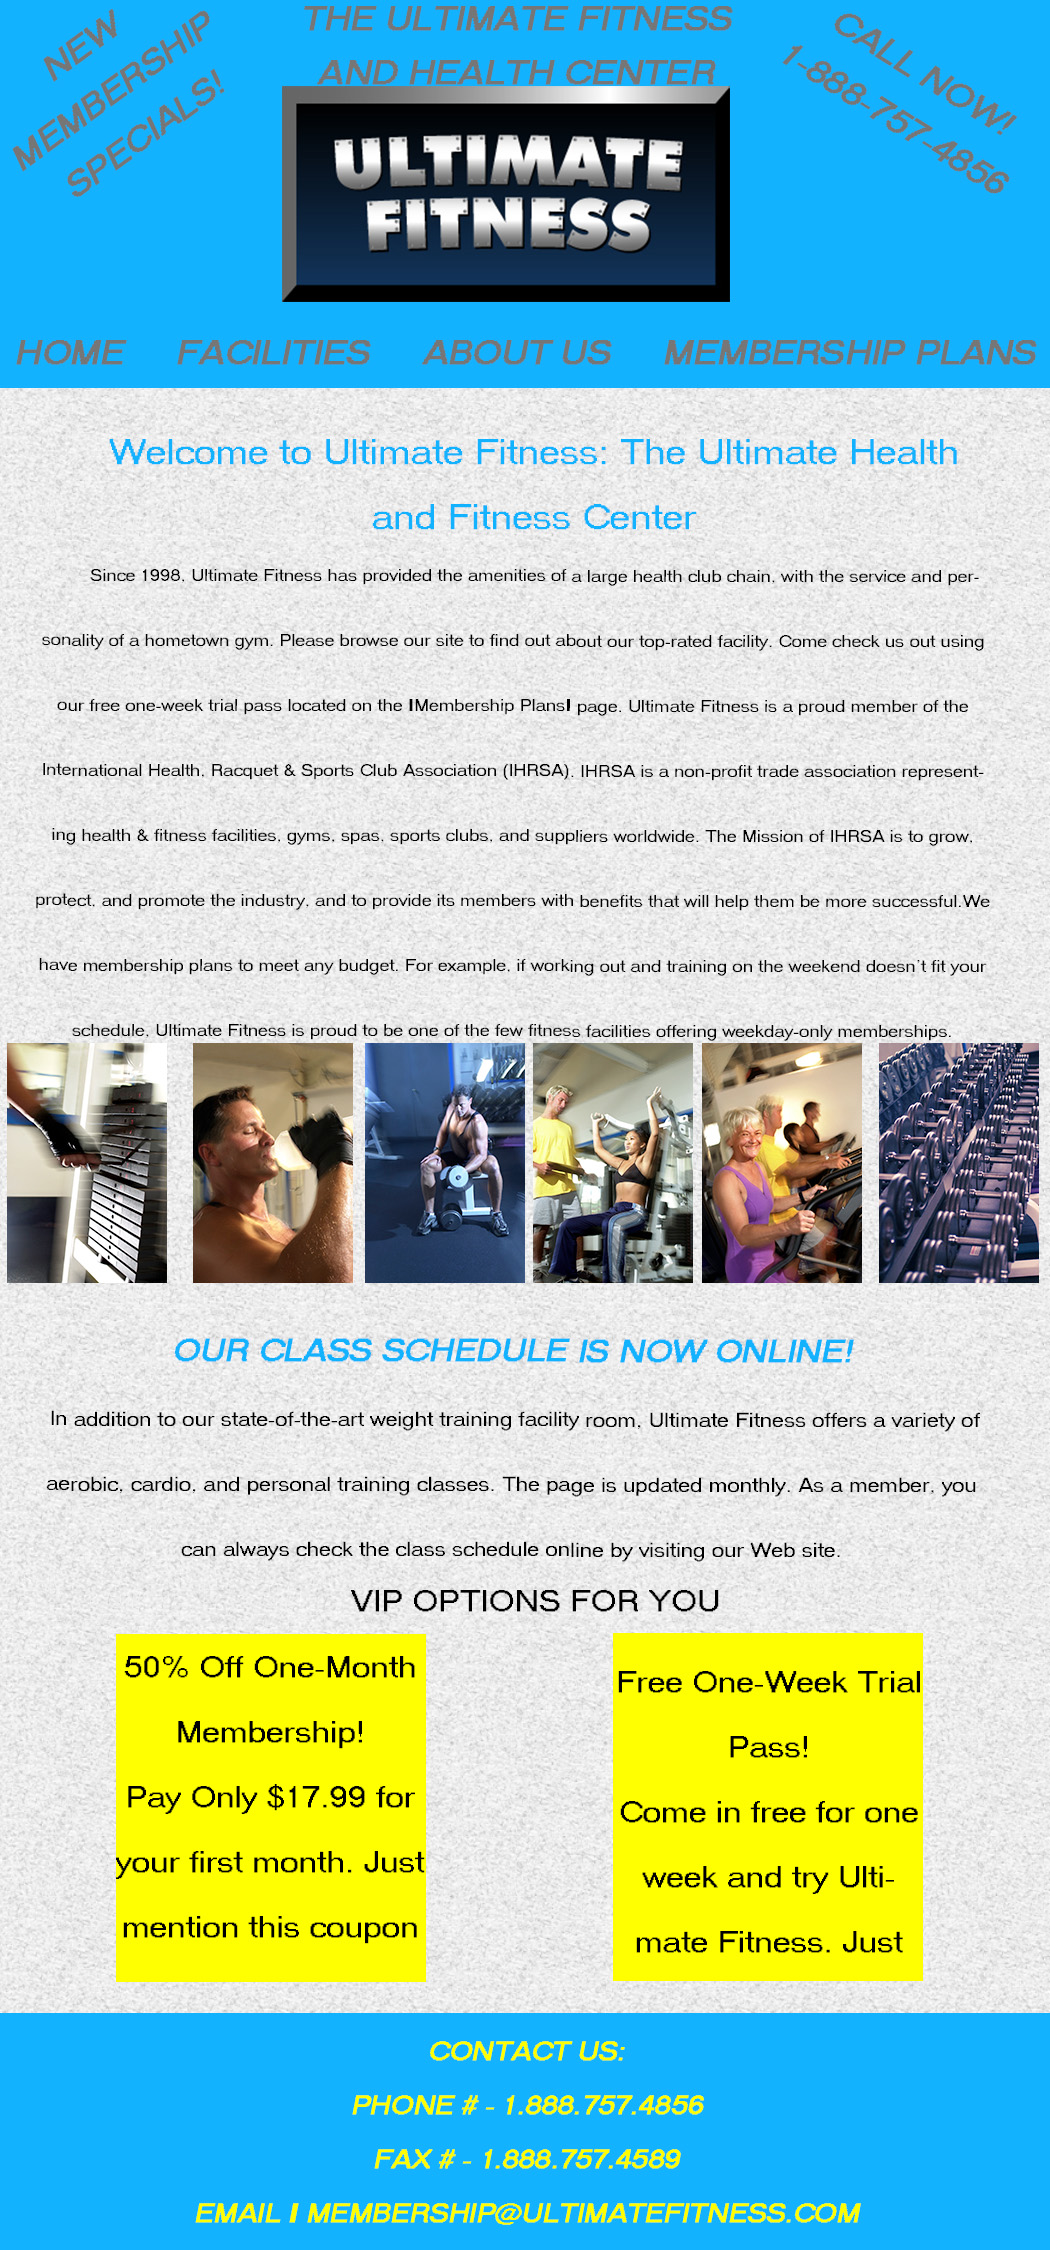 NEW
MEMBERSHIP
SPECIALS!
THE ULTIMATE FITNESS
AND HEALTH CENTER
CALL NOW!
1-888-757-4856
ULTIMATE
FITNESS
HOME FACILITIES ABOUT US MEMBERSHIP PLANS
Welcome to Ultimate Fitness: The Ultimate Health
and Fitness Center
Since 1998, Ultimate Fitness has provided the amenities of a large health club chain, with the service and per-
sonality of a hometown gym. Please browse our site to find out about our top-rated facility. Come check us out using
our free one-week trial pass located on the |Membership Plans| page. Ultimate Fitness is a proud member of the
International Health, Racquet & Sports Club Association (IHRSA). IHRSA is a non-profit trade association represent-
ing health & fitness facilities, gyms, spas, sports clubs, and suppliers worldwide. The Mission of IHRSA is to grow,
protect, and promote the industry, and to provide its members with benefits that will help them be more successful.We
have membership plans to meet any budget. For example, if working out and training on the weekend doesn't fit your
schedule, Ultimate Fitness is proud to be one of the few fitness facilities offering weekday-only memberships.
OUR CLASS SCHEDULE IS NOW ONLINE!
In addition to our state-of-the-art weight training facility room, Ultimate Fitness offers a variety of
aerobic, cardio, and personal training classes. The page is updated monthly. As a member, you
can always check the class schedule online by visiting our Web site.
VIP OPTIONS FOR YOU
50% Off One-Month
Membership!
Pay Only $17.99 for
your first month. Just
mention this coupon
Free One-Week Trial
Pass!
Come in free for one
week and try Ulti-
mate Fitness. Just
CONTACT US:
PHONE # - 1.888.757.4856
FAX # - 1.888.757.4589
EMAIL | MEMBERSHIP@ULTIMATEFITNESS.COM